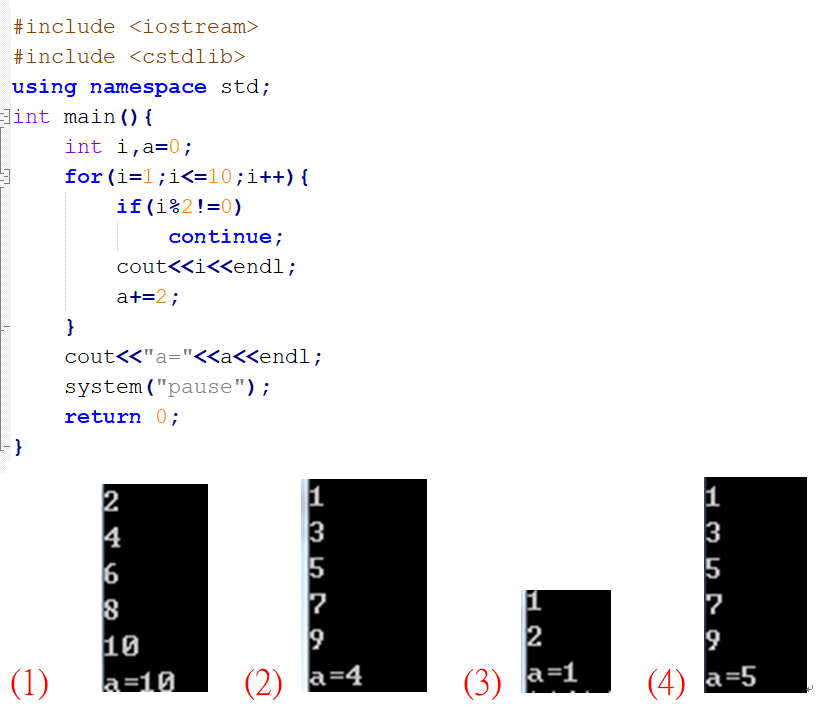 #include <iostream>
#include <cstdlib>
using namespace std;
int main(){
    int i,a=0;
    for(i=1;i<=10;i++){
        if(i%2!=0)
            continue;
        cout<<i<<endl;
        a+=2;
    }
    cout<<"a="<<a<<endl;
    system("pause");
    return 0;
}
(1)
2
4
6
8
10
a=10
(2)
1
3
5
7
9
a=4
(3)
1
2
a=1
(4)
1
3
5
7
9
a=5